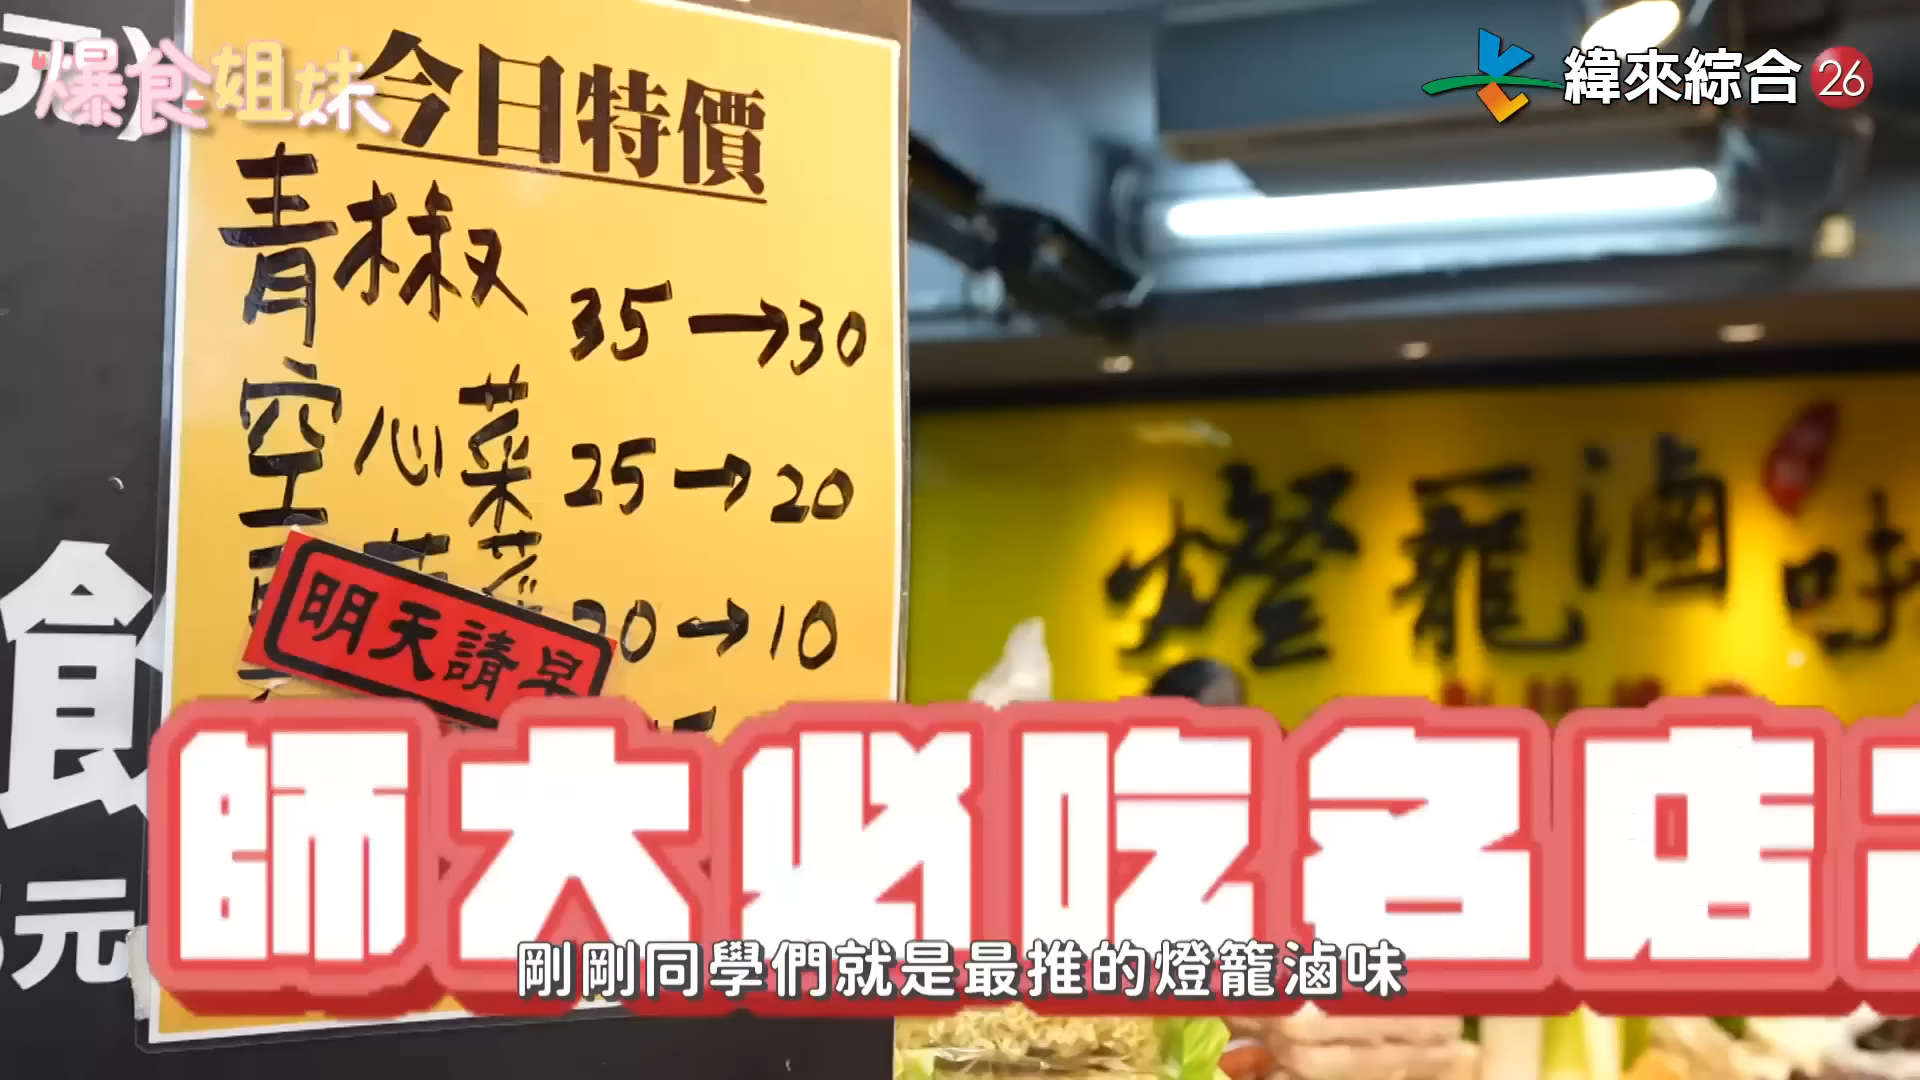 爆食姐妹
緯來綜合 26
今日特價
青椒 35→30
空心菜 25→20
20→10
明天請早
飲
元
燈籠滷味
師大必吃名店
剛剛同學們就是最推的燈籠滷味